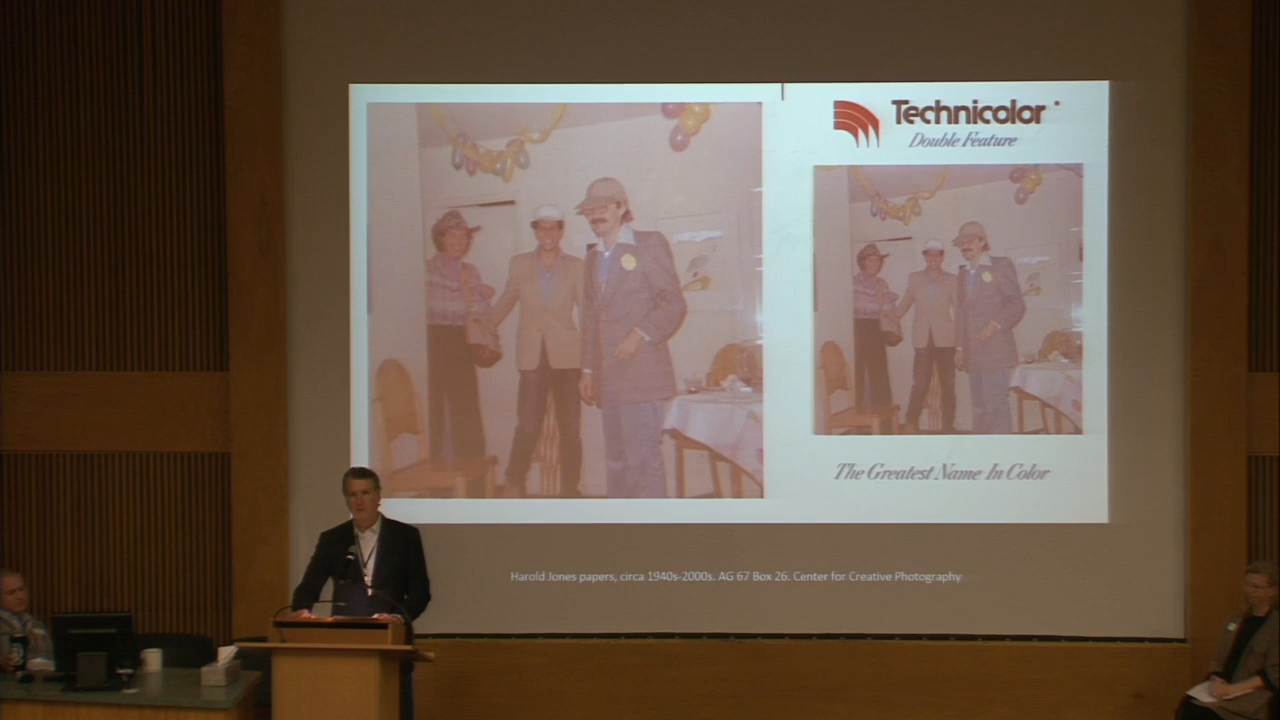 Technicolor
Double Feature
The Greatest Name In Color
Harold Jones papers, circa 1940s-2000s. AG 67 Box 26. Center for Creative Photography